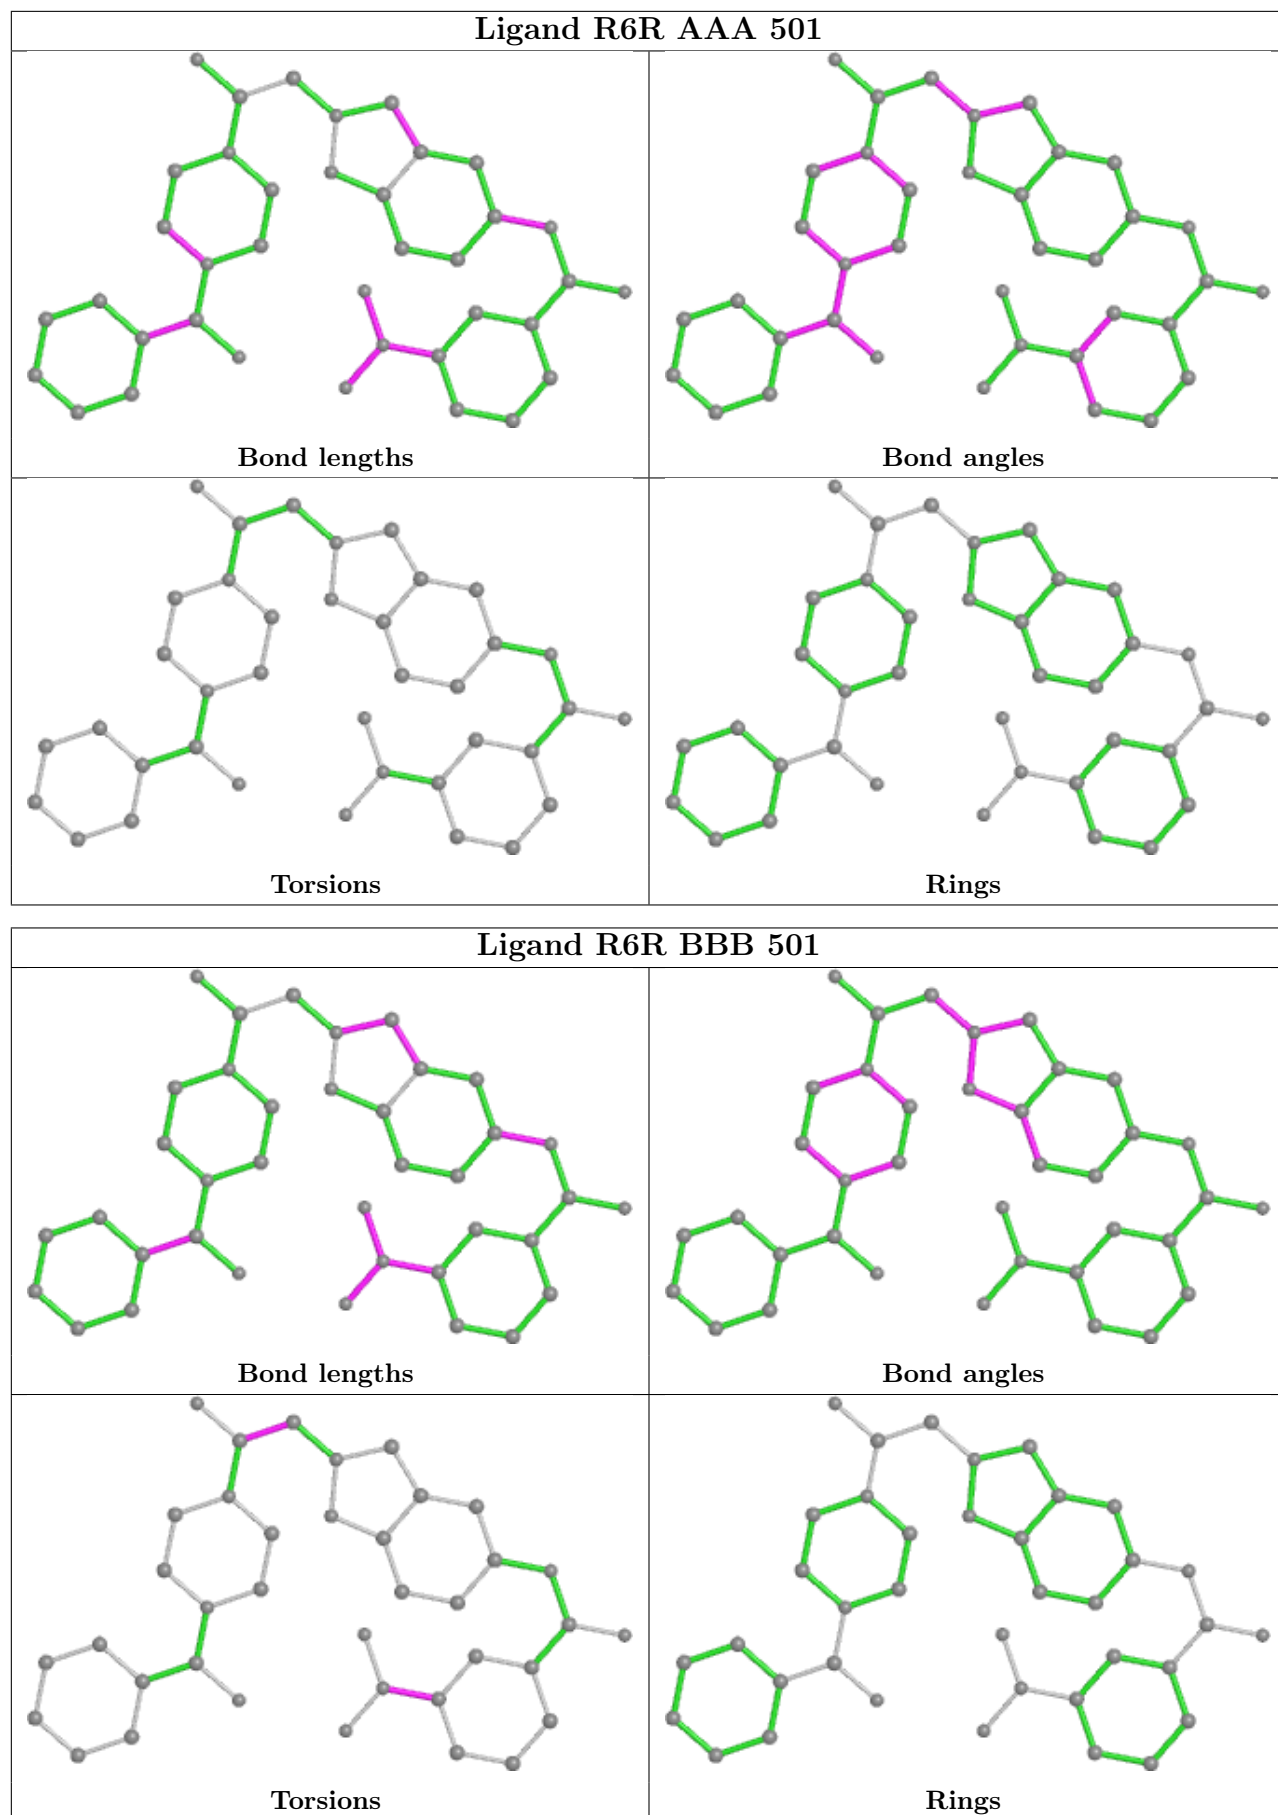 Ligand R6R AAA 501
Bond lengths
Bond angles
Torsions
Rings
Ligand R6R BBB 501
Bond lengths
Bond angles
Torsions
Rings